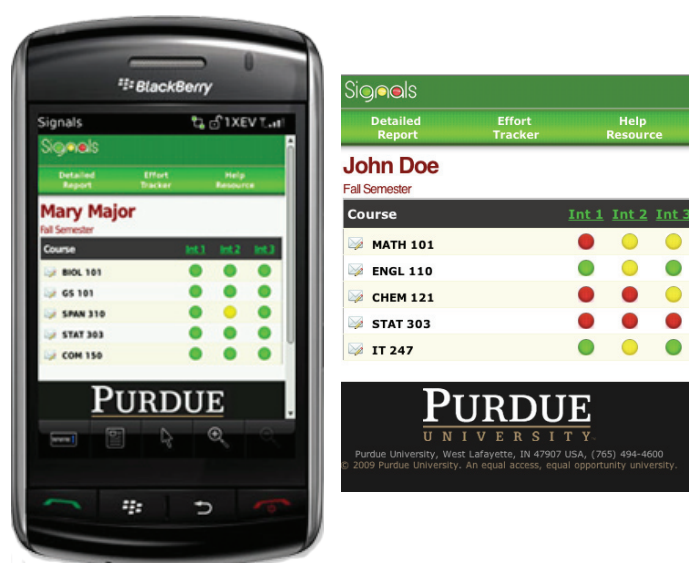 BlackBerry
Signals
1XEV
Signals
Detailed Report
Effort Tracker
Help Resource
Mary Major
Fall Semester
Course Int 1 Int 2 Int 3
BIOL 101
GS 101
SPAN 310
STAT 303
COM 150
PURDUE
www
Signals
Detailed Report
Effort Tracker
Help Resource
John Doe
Fall Semester
Course Int 1 Int 2 Int 3
MATH 101
ENGL 110
CHEM 121
STAT 303
IT 247
PURDUE
UNIVERSITY
Purdue University, West Lafayette, IN 47907 USA, (765) 494-4600
© 2009 Purdue University. An equal access, equal opportunity university.